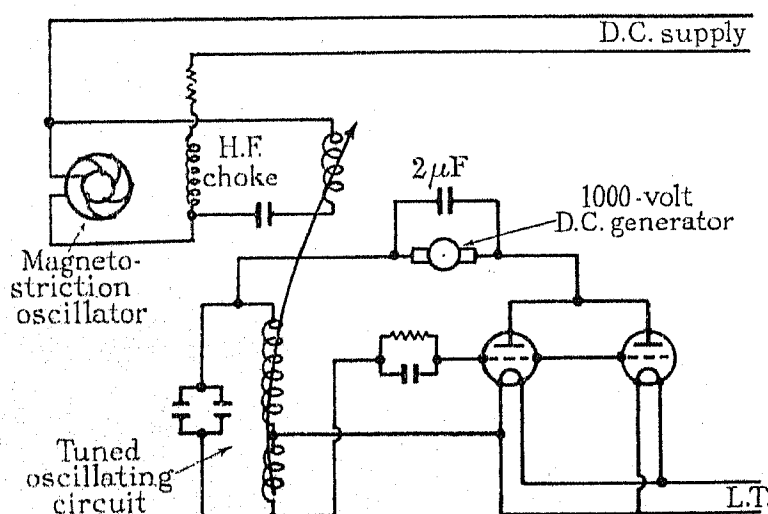 D.C. supply
H.F.
choke
2μF
1000-volt
D.C. generator
Magneto-
striction
oscillator
Tuned
oscillating
circuit
L.T.